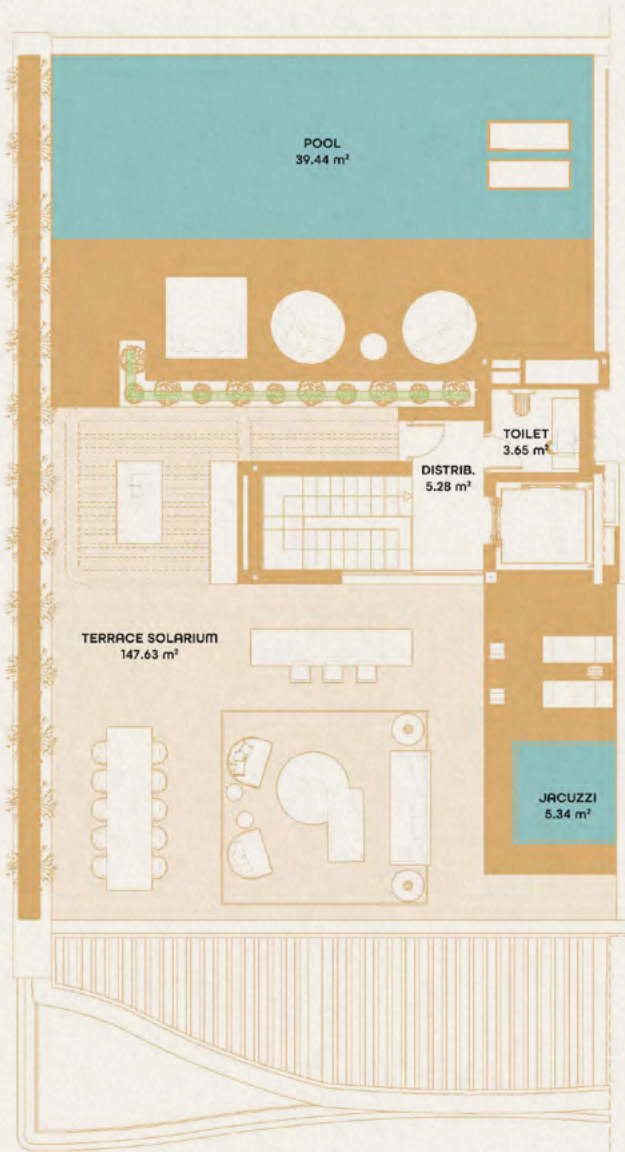 POOL
39.44 m²
TOILET
3.65 m²
DISTRIB.
5.28 m²
TERRACE SOLARIUM
147.63 m²
JACUZZI
5.34 m²